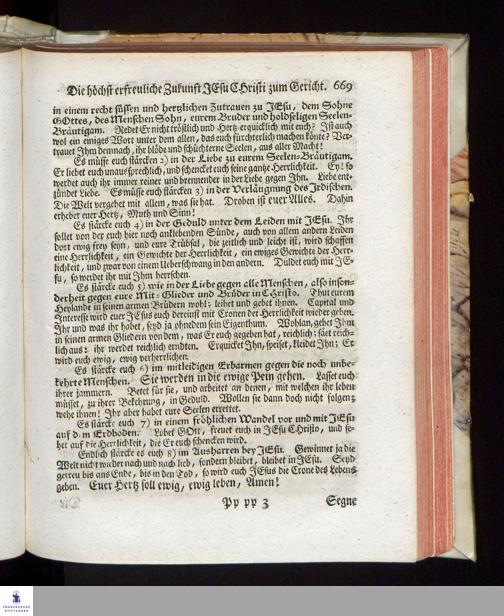 Die höchst erfreuliche Zukunft JEsu CHristi zum Gericht. 669
in einem recht süssen und hertzlichen Zutrauen zu JEsu, dem Sohne
GOttes, des Menschen Sohn, eurem Bruder und holdseligen Seelen-
Bräutigam. Redet Er nicht tröstlich und Hertz-erquicklich mit euch? Ist auch
wol ein einiges Wort unter dem allen, das euch fürchterlich machen könte? Ver-
trauet Ihm demnach, ihr blöde und schüchterne Seelen, aus aller Macht!
Es müsse euch stärcken 2) in der Liebe zu eurem Seelen-Bräutigam.
Er liebet euch unaussprechlich, und schencket euch seine gantze Herrlichkeit. Ey! so
werdet auch ihr immer reiner und brennender in der Liebe gegen Ihn. Liebe ent-
zündet Liebe. Es müsse euch stärcken 3) in der Verläugnung des Irdischen.
Die Welt vergehet mit allem, was sie hat. Droben ist euer Alles. Dahin
erhebet euer Hertz, Muth und Sinn!
Es stärcke euch 4) in der Geduld unter dem Leiden mit JEsu. Ihr
sollet von der euch hier noch anklebenden Sünde, auch von allem andern Leiden
dort ewig frey seyn, und eure Trübsal, die zeitlich und leicht ist, wird schaffen
eine Herrlichkeit, ein Gewichte der Herrlichkeit, ein ewiges Gewichte der Herr-
lichkeit, und zwar von einem Ueberschwang in den andern. Duldet euch mit JE-
su, so werdet ihr mit Ihm herrschen.
Es stärcke euch 5) wie in der Liebe gegen alle Menschen, also inson-
derheit gegen eure Mit-Glieder und Brüder in CHristo. Thut eurem
Heylande in seinen armen Brüdern wohl; leihet und gebet ihnen. Capital und
Interesse wird euer JEsus euch dereinst mit Cronen der Herrlichkeit wieder geben.
Ihr und was ihr habet, seyd ja ohnedem sein Eigenthum. Wohlan, gebet Ihm
in seinen armen Gliedern von dem, was Er euch gegeben hat, reichlich; säet reich-
lich aus: ihr werdet reichlich erndten. Erquicket Ihn, speiset, kleidet Ihn; Er
wird euch ewig, ewig verherrlichen.
Es stärcke euch 6) im mitleidigen Erbarmen gegen die noch unbe-
kehrete Menschen. Sie werden in die ewige Pein gehen. Lasset euch
ihrer jammern. Betet für sie, und arbeitet an denen, mit welchen ihr leben
müsset, zu ihrer Bekehrung, in Geduld. Wollen sie dann doch nicht folgen;
wehe ihnen! Ihr aber habet eure Seelen errettet.
Es stärcke euch 7) in einem fröhlichen Wandel vor und mit JEsu
auf dem Erdboden. Lobet GOtt, freuet euch in JEsu CHristo, und se-
het auf die Herrlichkeit, die Er euch schencken wird.
Endlich stärcke es euch 8) im Ausharren bey JEsu. Gewinnet ja die
Welt nicht wieder nach und nach lieb, sondern bleibet, bleibet in JEsu. Seyd
getreu bis ans Ende, bis in den Tod, so wird euch JEsus die Crone des Lebens
geben. Euer Hertz soll ewig, ewig leben, Amen!
Pp pp 3 Segne